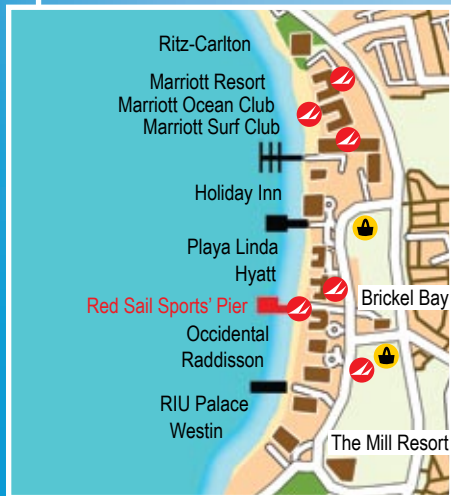 Ritz-Carlton
Marriott Resort
Marriott Ocean Club
Marriott Surf Club
Holiday Inn
Playa Linda
Hyatt
Brickel Bay
Red Sail Sports' Pier
Occidental
Raddisson
RIU Palace
Westin
The Mill Resort